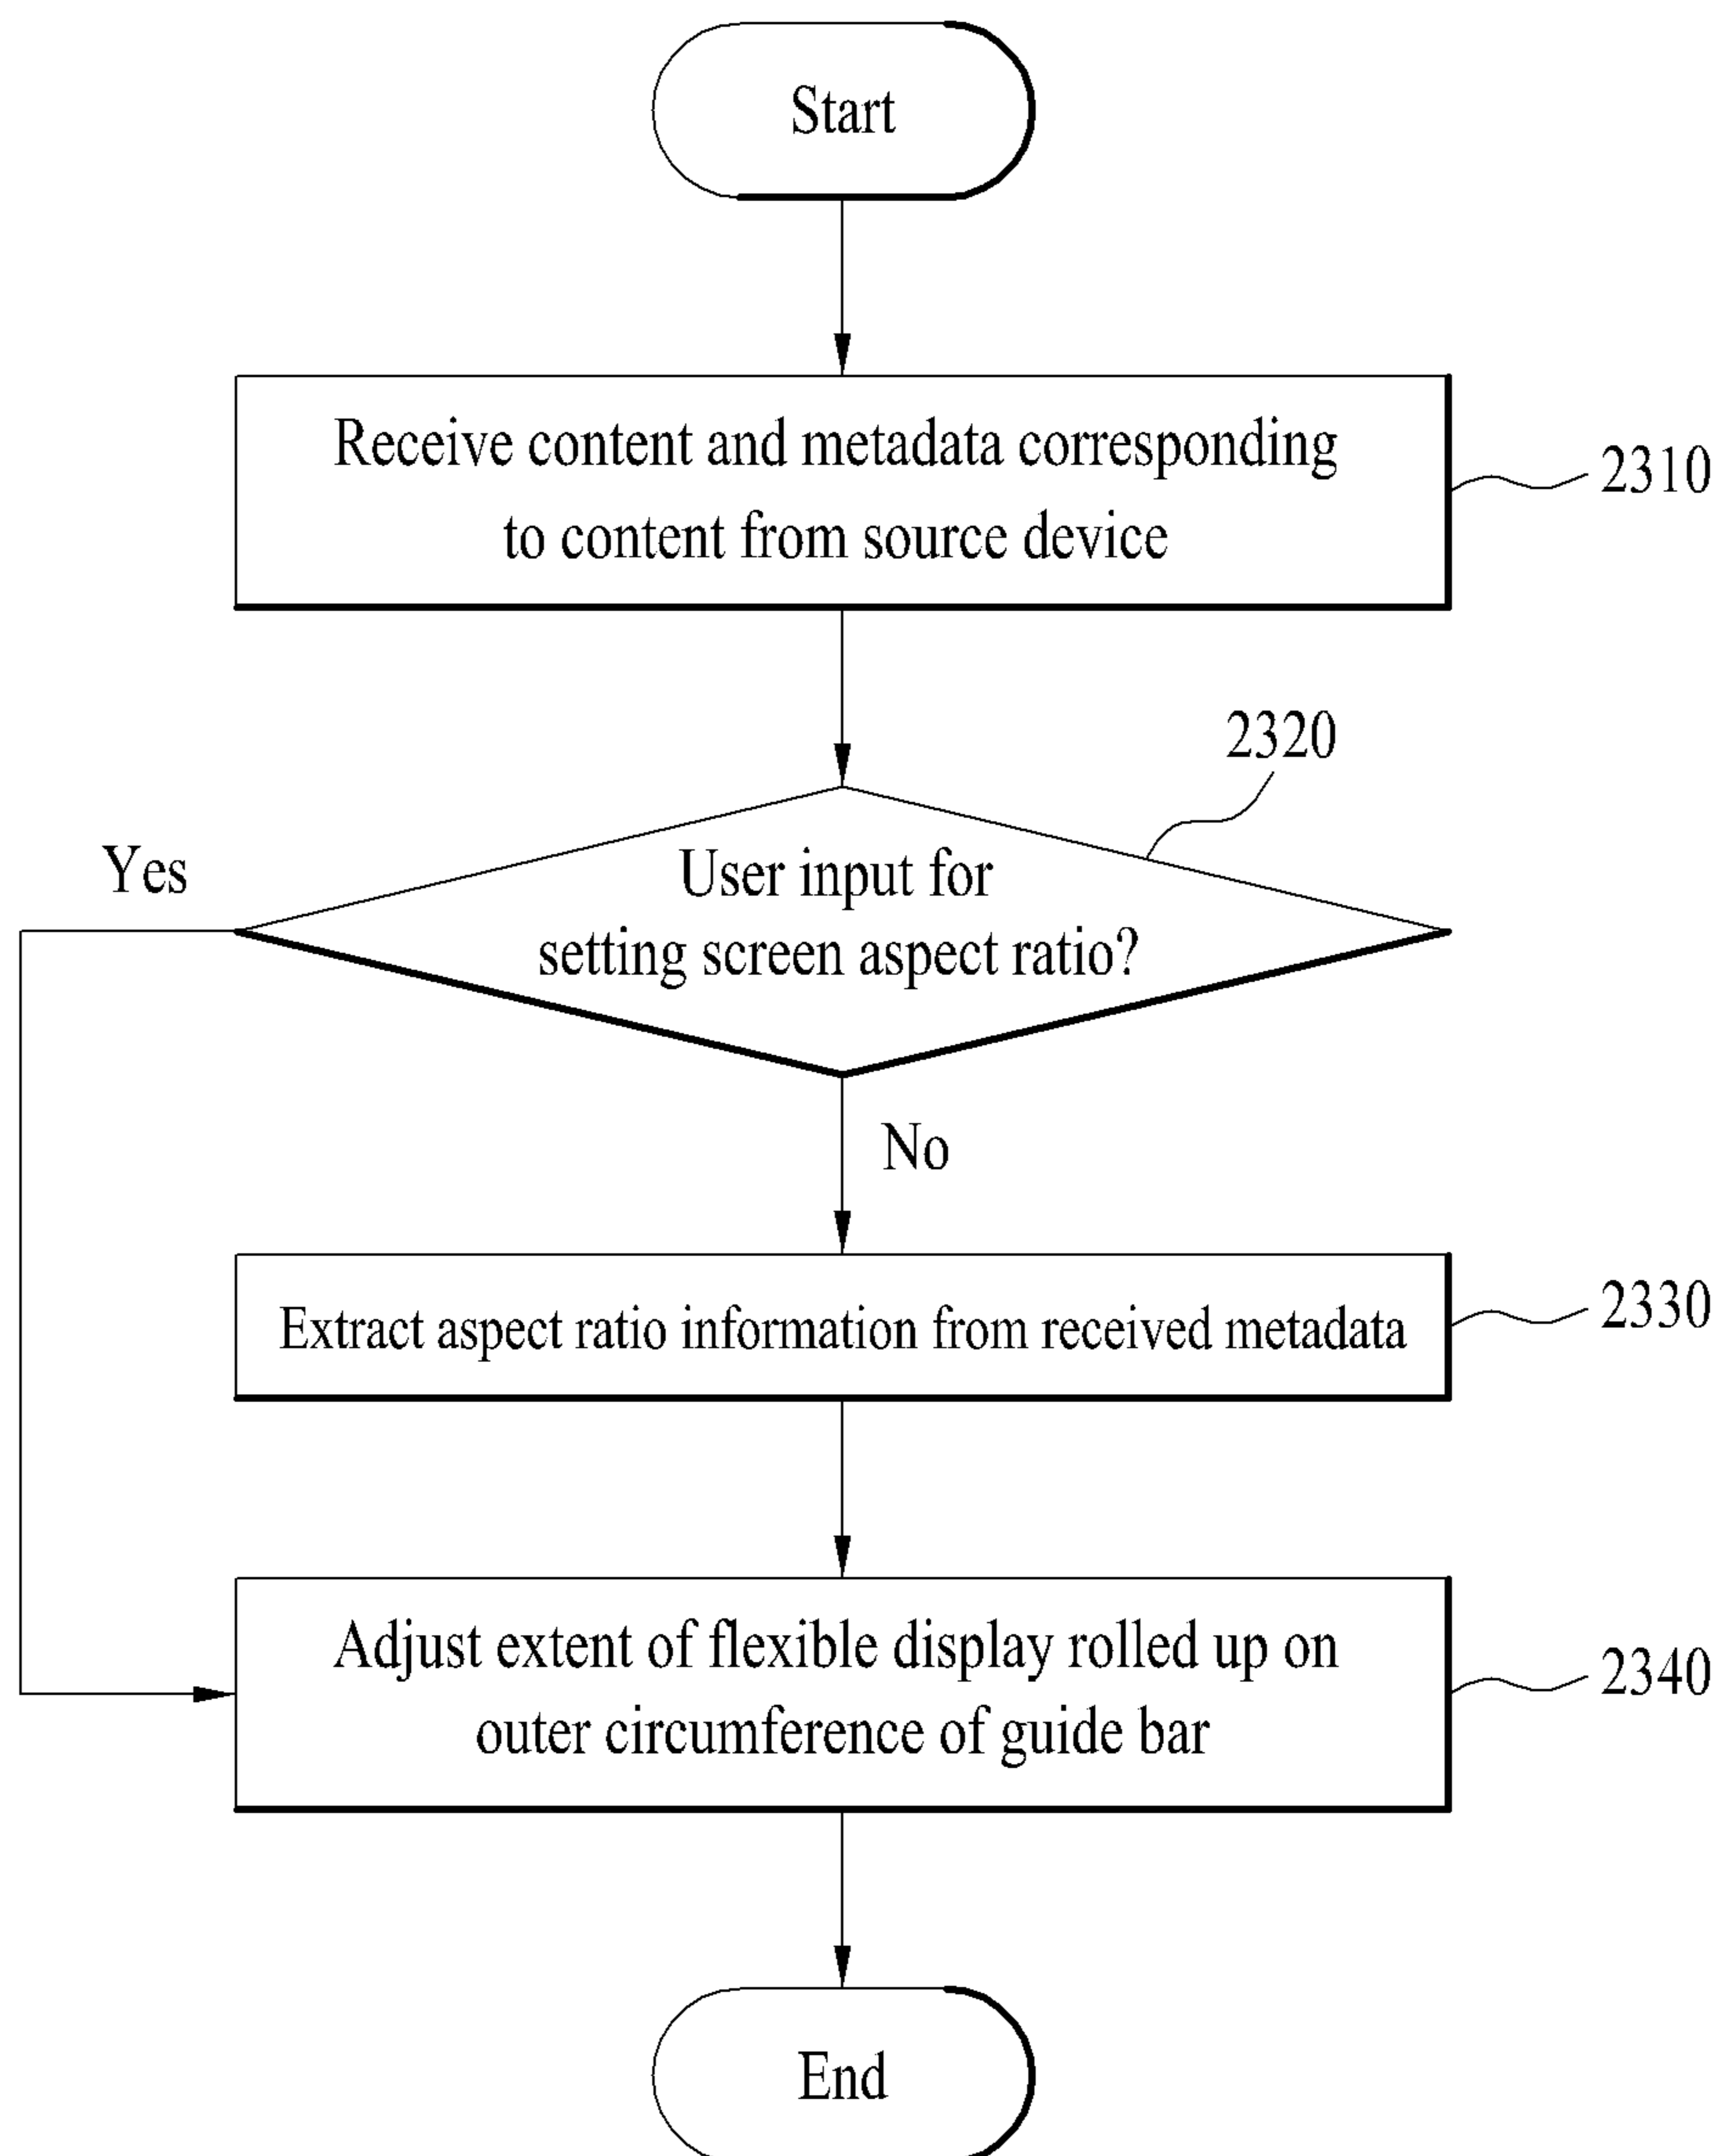 Start
Receive content and metadata corresponding
to content from source device
2310
2320
Yes
User input for
setting screen aspect ratio?
No
Extract aspect ratio information from received metadata
2330
Adjust extent of flexible display rolled up on
outer circumference of guide bar
2340
End